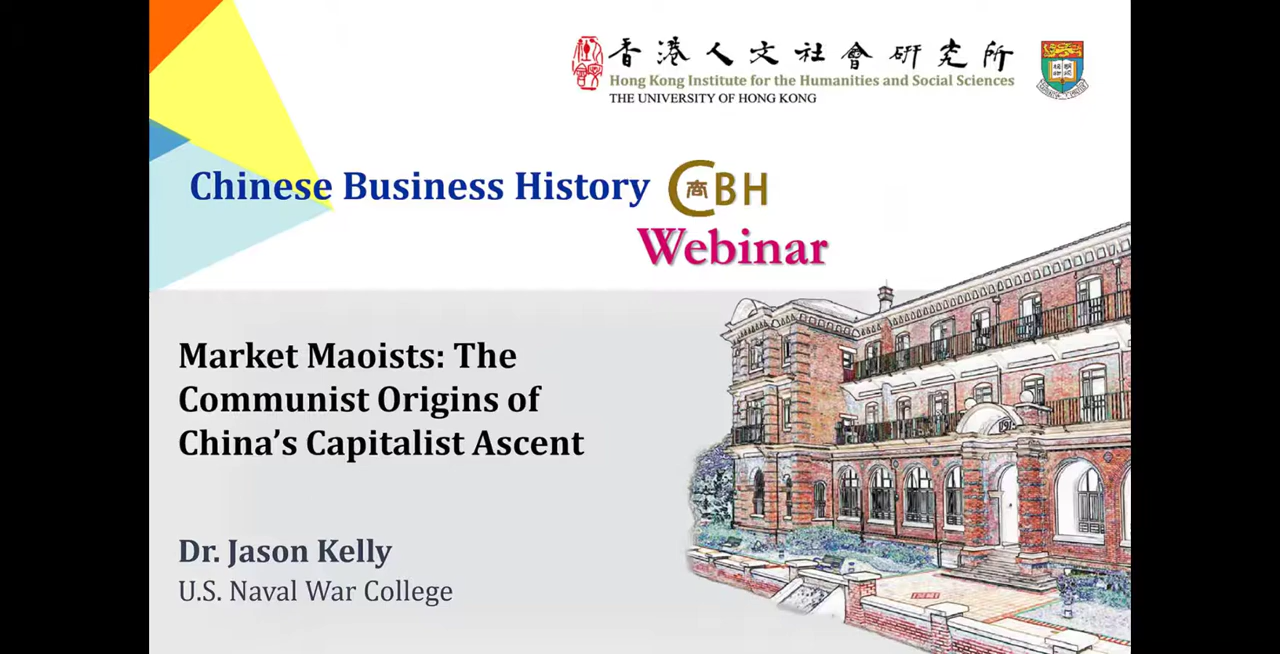 香港人文社會研究所
Hong Kong Institute for the Humanities and Social Sciences
THE UNIVERSITY OF HONG KONG
Chinese Business History
商BH
Webinar
Market Maoists: The
Communist Origins of
China's Capitalist Ascent
Dr. Jason Kelly
U.S. Naval War College